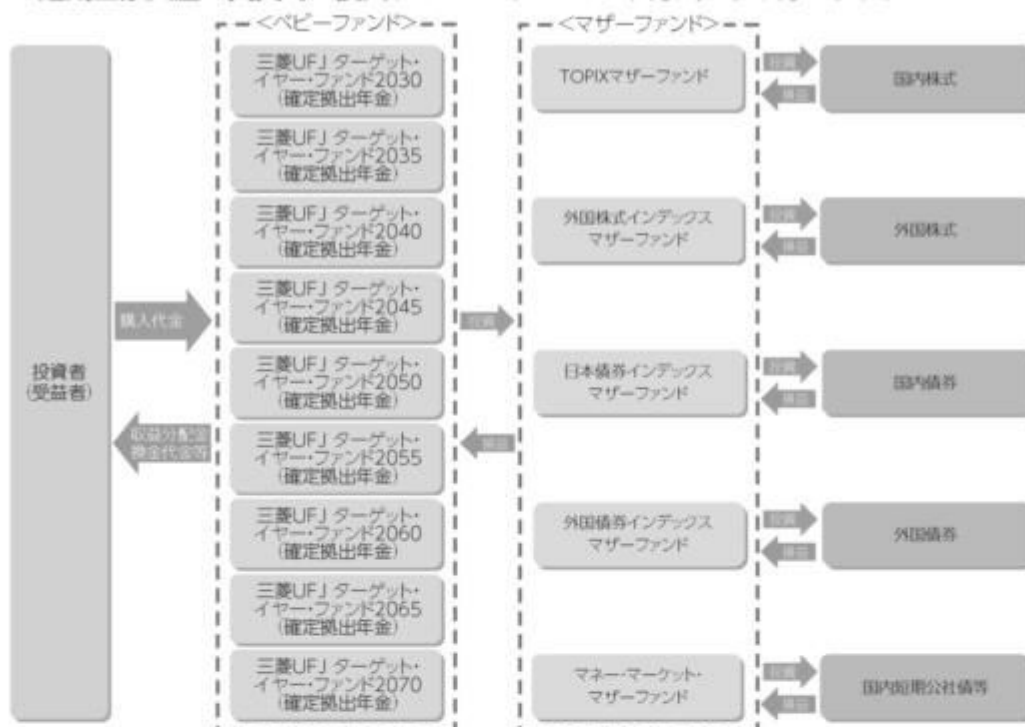 <ベビーファンド>
<マザーファンド>
三菱UFJ ターゲット・
イヤー・ファンド2030
(確定拠出年金)
三菱UFJ ターゲット・
イヤー・ファンド2035
(確定拠出年金)
三菱UFJ ターゲット・
イヤー・ファンド2040
(確定拠出年金)
三菱UFJ ターゲット・
イヤー・ファンド2045
(確定拠出年金)
三菱UFJ ターゲット・
イヤー・ファンド2050
(確定拠出年金)
三菱UFJ ターゲット・
イヤー・ファンド2055
(確定拠出年金)
三菱UFJ ターゲット・
イヤー・ファンド2060
(確定拠出年金)
三菱UFJ ターゲット・
イヤー・ファンド2065
(確定拠出年金)
三菱UFJ ターゲット・
イヤー・ファンド2070
(確定拠出年金)
投資者
(受益者)
購入代金
収益分配金
換金代金等
TOPIXマザーファンド
外国株式インデックス
マザーファンド
日本債券インデックス
マザーファンド
外国債券インデックス
マザーファンド
マネー・マーケット・
マザーファンド
国内株式
外国株式
国内債券
外国債券
国内短期公社債等